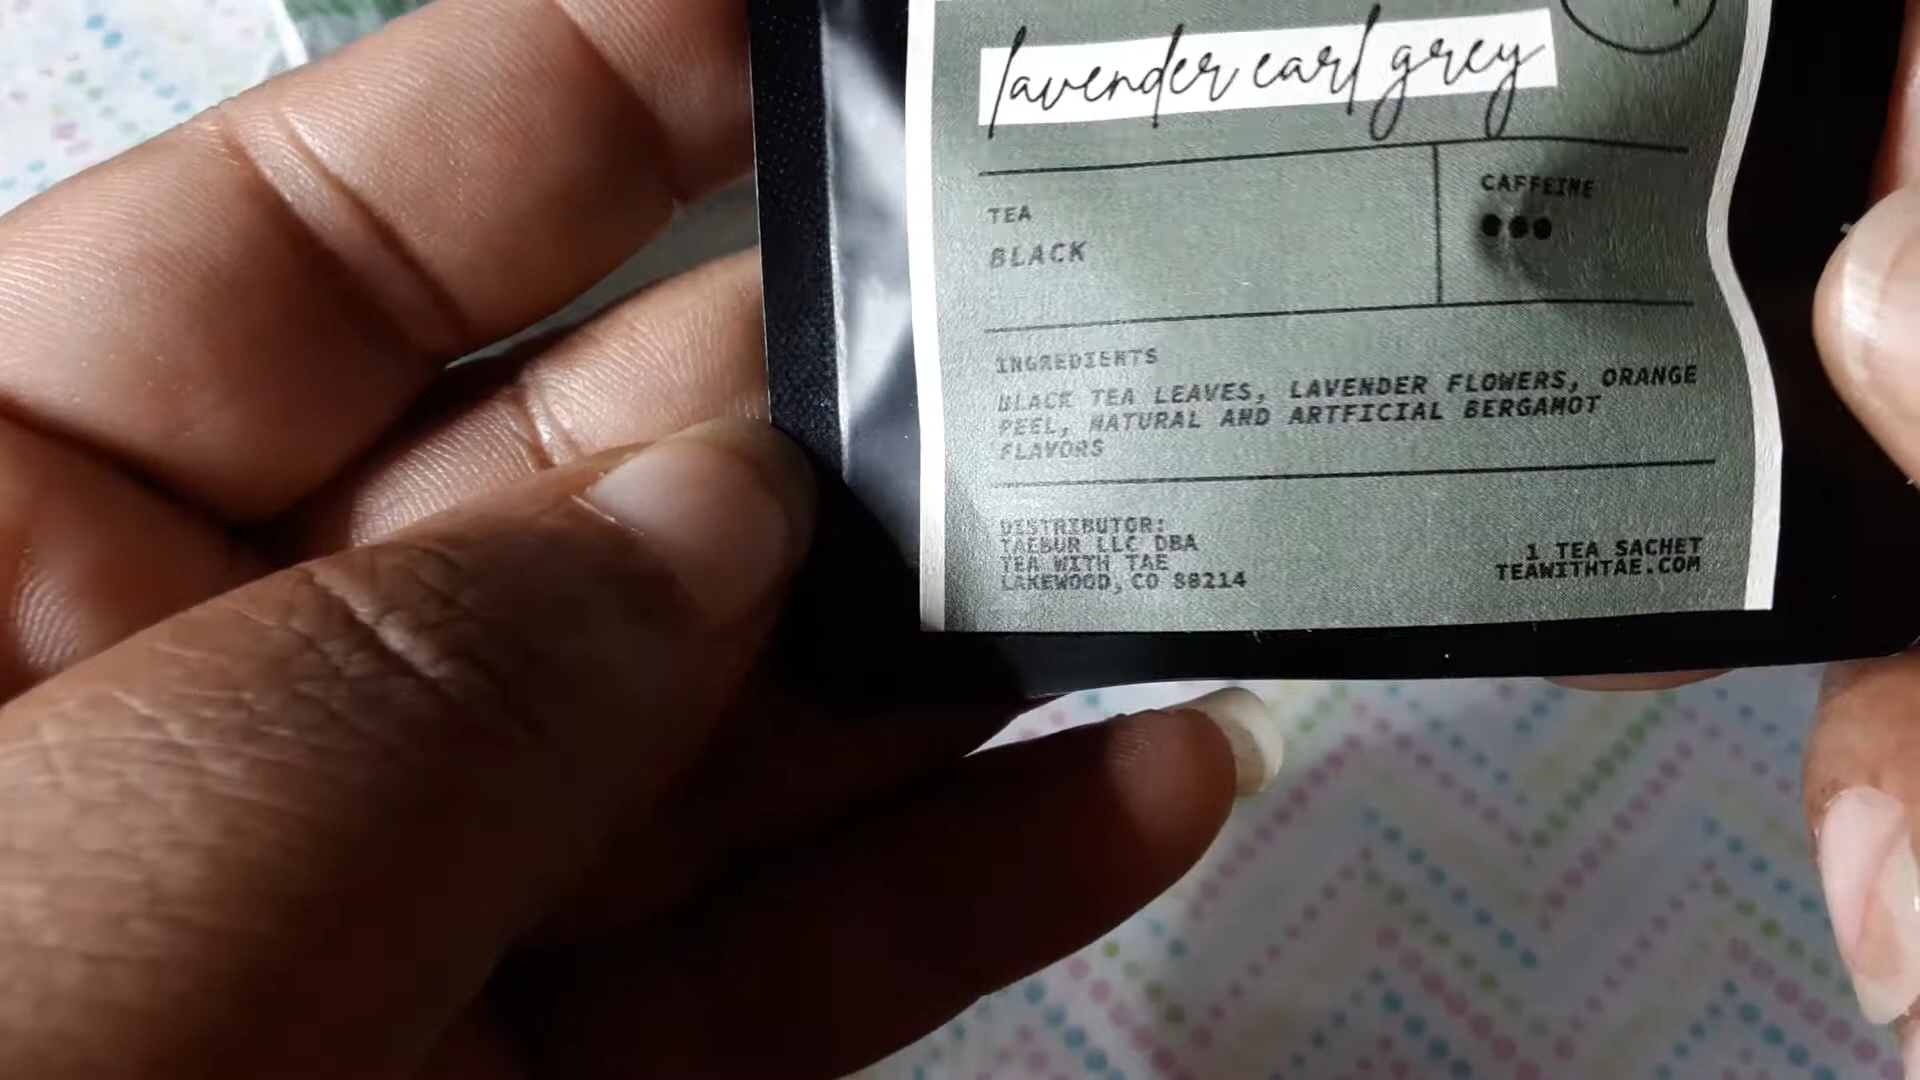 lavender earl grey
TEA
BLACK
CAFFEINE
INGREDIENTS
BLACK TEA LEAVES, LAVENDER FLOWERS, ORANGE
PEEL, NATURAL AND ARTFICIAL BERGAMOT
FLAVORS
DISTRIBUTOR:
TAEBUR LLC DBA
TEA WITH TAE
LAKEWOOD, CO 88214
1 TEA SACHET
TEAWITHTAE.COM